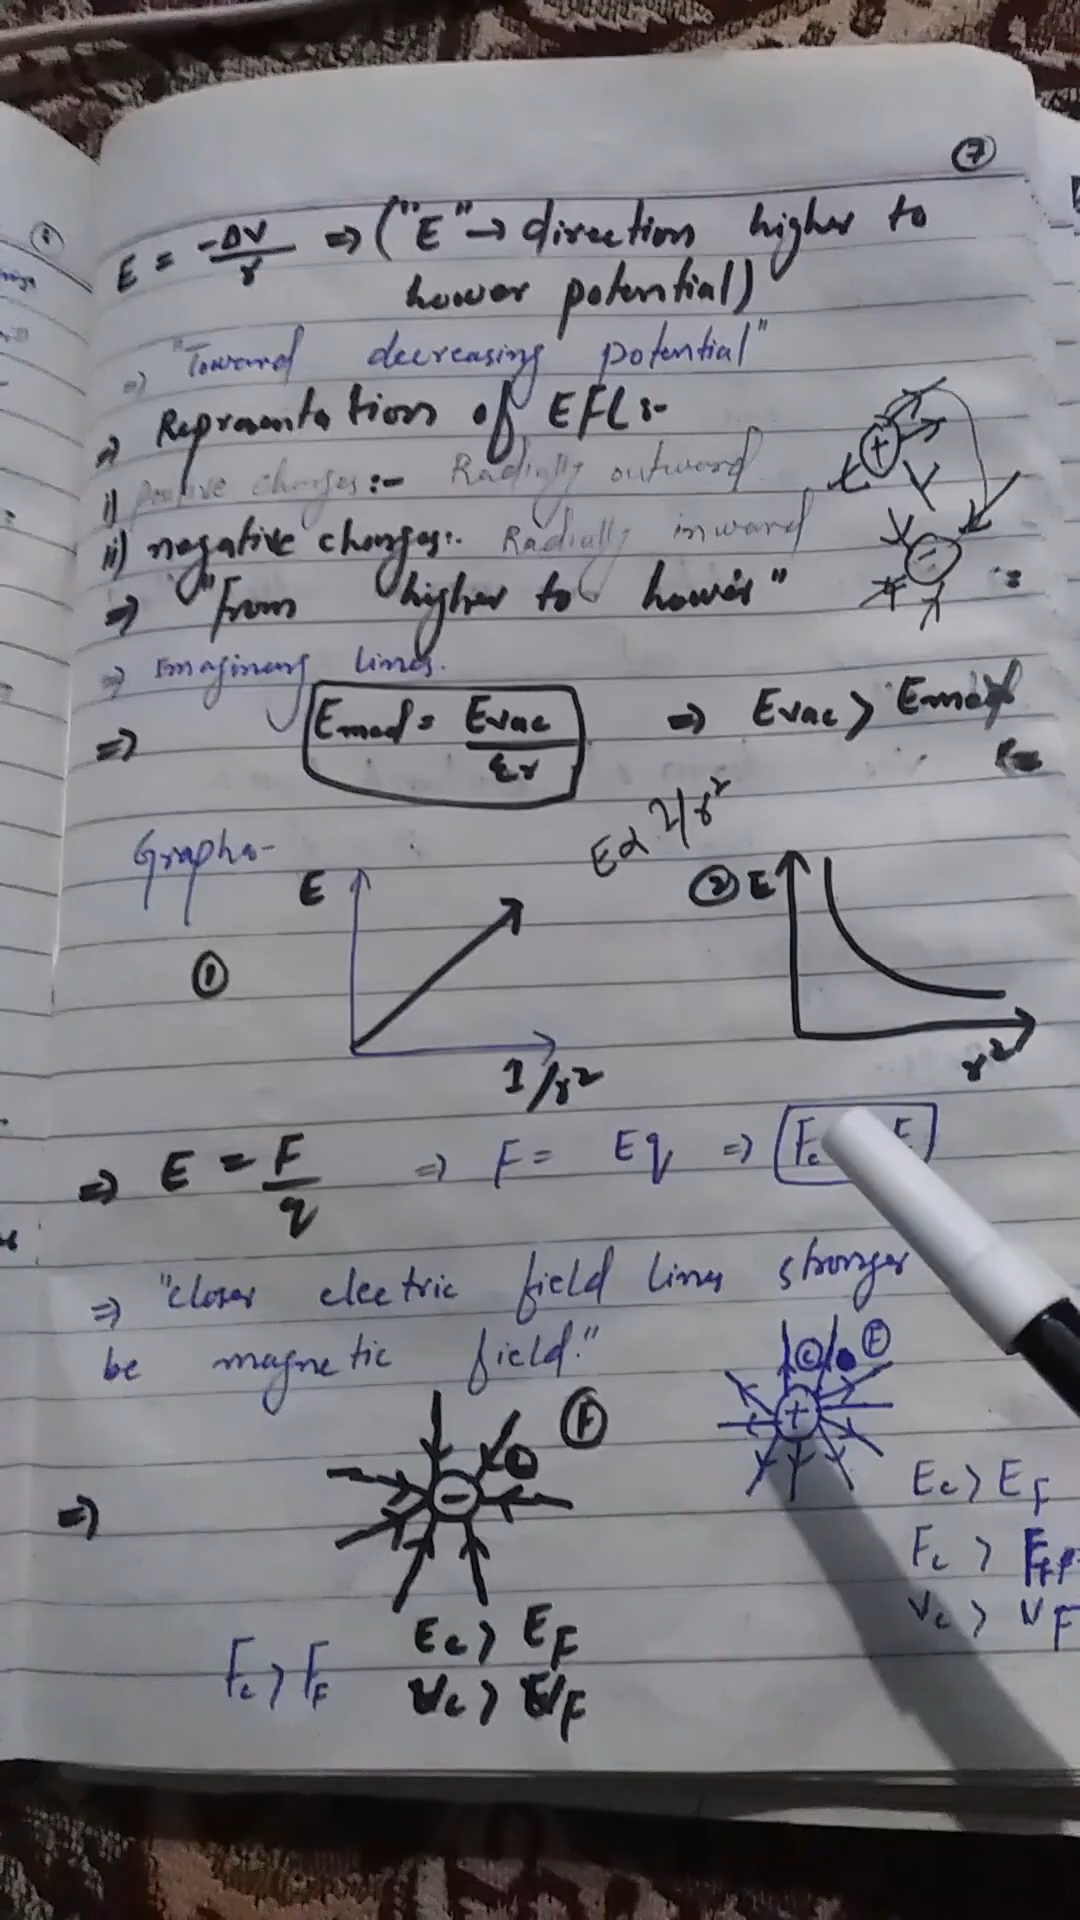 7
E = -ΔV/r ⇒ ("E" → direction higher to
lower potential)
⇒ "Toward decreasing potential"
⇒ Representation of EFL:-
i) positive charges:- Radially outward
ii) negative charges:- Radially inward
⇒ "From higher to lower"
⇒ Imaginary lines.
⇒ Emed = Evac/εr ⇒ Evac > Emed
Graph:-
E ∝ 1/r²
① E
1/r²
② E
r²
⇒ E = F/q ⇒ F = Eq ⇒
⇒ "closer electric field lines stronger
be magnetic field."
⇒
+ C F
- F
Ec > EF
Fc >
Vc > VF
Ec > EF
Fc > FF
Vc > VF